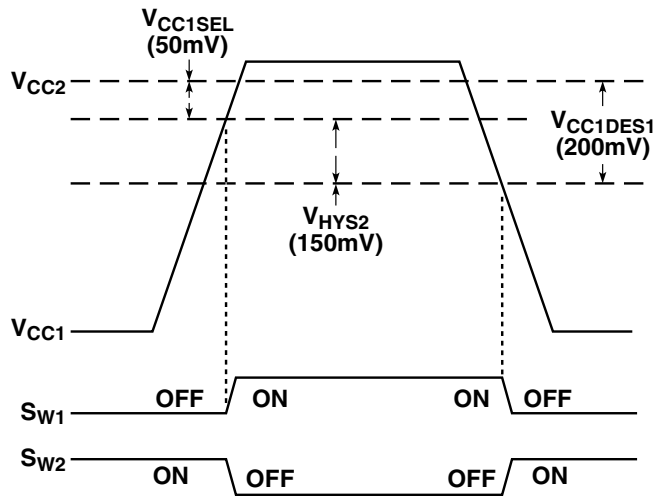 VCC1SEL
(50mV)
VCC2
VCC1DES1
(200mV)
VHYS2
(150mV)
VCC1
OFF ON ON OFF
SW1
SW2
ON OFF OFF ON